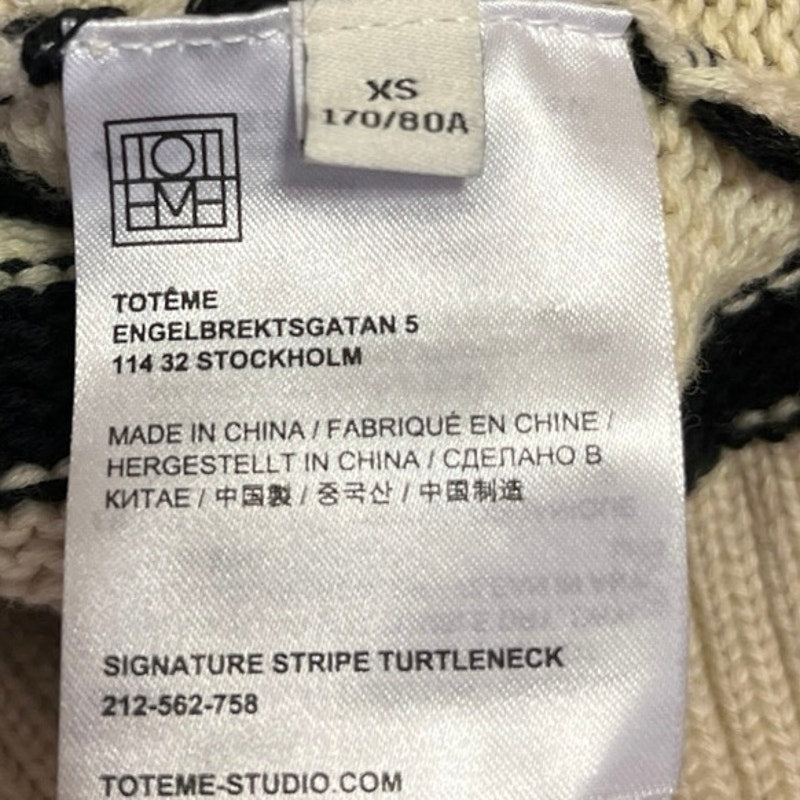 XS
170/80A
TOTÊME
TOTÊME
ENGELBREKTSGATAN 5
114 32 STOCKHOLM
MADE IN CHINA / FABRIQUÉ EN CHINE /
HERGESTELLT IN CHINA / СДЕЛАНО В
КИТАЕ / 中国製 / 중국산 / 中国制造
SIGNATURE STRIPE TURTLENECK
212-562-758
TOTEME-STUDIO.COM